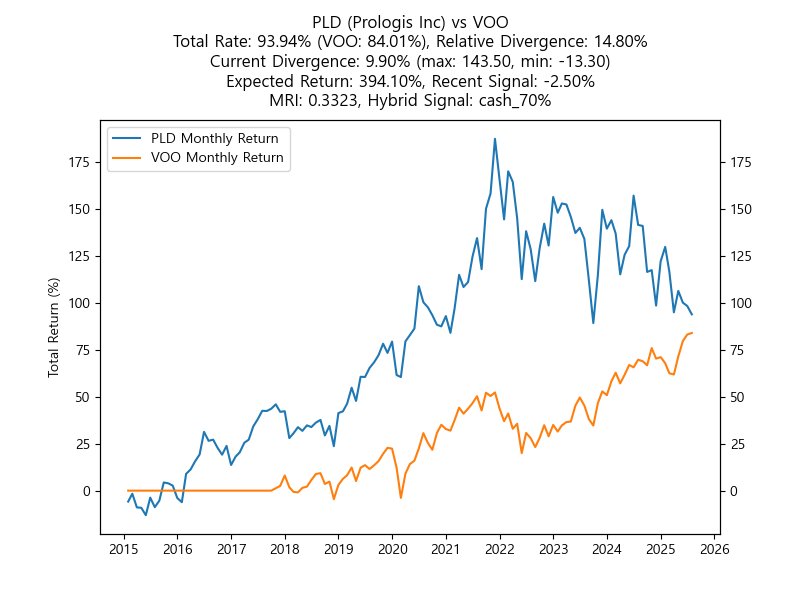 PLD (Prologis Inc) vs VOO
Total Rate: 93.94% (VOO: 84.01%), Relative Divergence: 14.80%
Current Divergence: 9.90% (max: 143.50, min: -13.30)
Expected Return: 394.10%, Recent Signal: -2.50%
MRI: 0.3323, Hybrid Signal: cash_70%
PLD Monthly Return
VOO Monthly Return
Total Return (%)
175
150
125
100
75
50
25
0
175
150
125
100
75
50
25
0
2015 2016 2017 2018 2019 2020 2021 2022 2023 2024 2025 2026